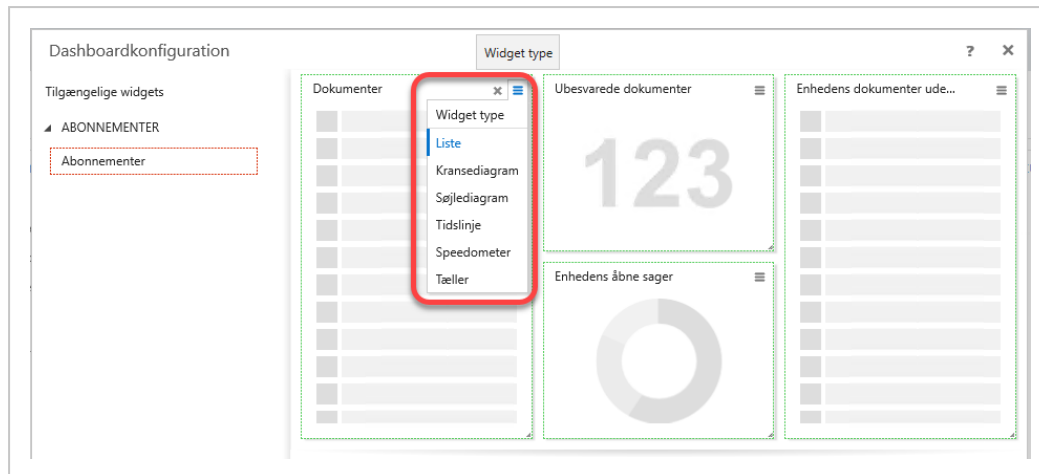 Dashboardkonfiguration
Widget type
?
Tilgængelige widgets
ABONNEMENTER
Abonnementer
Dokumenter
Widget type
Liste
Kransediagram
Søjlediagram
Tidslinje
Speedometer
Tæller
Ubesvarede dokumenter
123
Enhedens åbne sager
Enhedens dokumenter ude...